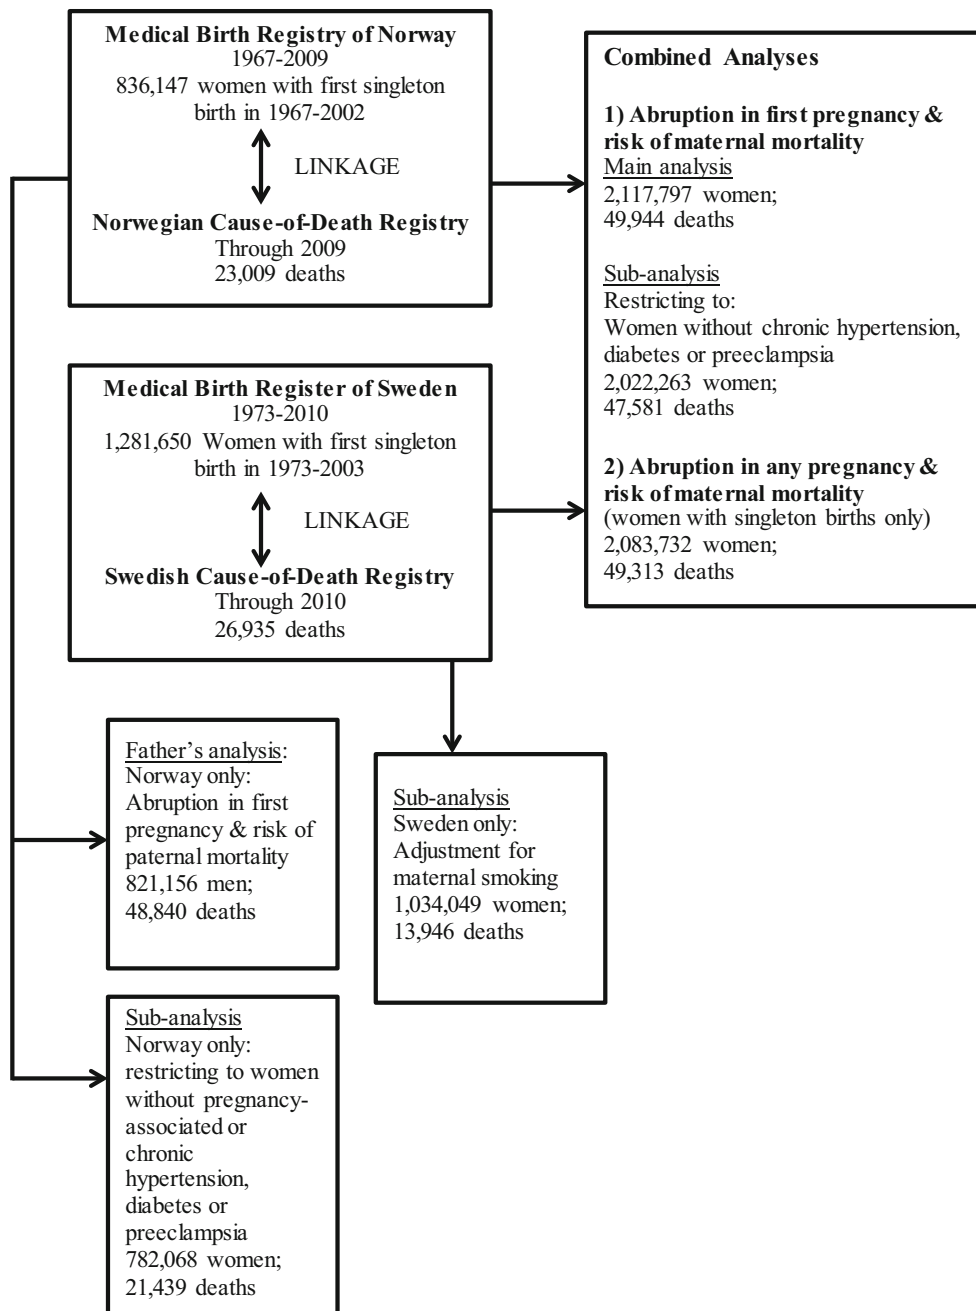 Medical Birth Registry of Norway
1967-2009
836,147 women with first singleton
birth in 1967-2002
LINKAGE
Norwegian Cause-of-Death Registry
Through 2009
23,009 deaths
Medical Birth Register of Sweden
1973-2010
1,281,650 Women with first singleton
birth in 1973-2003
LINKAGE
Swedish Cause-of-Death Registry
Through 2010
26,935 deaths
Combined Analyses
1) Abruption in first pregnancy &
risk of maternal mortality
Main analysis
2,117,797 women;
49,944 deaths
Sub-analysis
Restricting to:
Women without chronic hypertension,
diabetes or preeclampsia
2,022,263 women;
47,581 deaths
2) Abruption in any pregnancy &
risk of maternal mortality
(women with singleton births only)
2,083,732 women;
49,313 deaths
Father's analysis:
Norway only:
Abruption in first
pregnancy & risk of
paternal mortality
821,156 men;
48,840 deaths
Sub-analysis
Sweden only:
Adjustment for
maternal smoking
1,034,049 women;
13,946 deaths
Sub-analysis
Norway only:
restricting to women
without pregnancy-
associated or
chronic
hypertension,
diabetes or
preeclampsia
782,068 women;
21,439 deaths